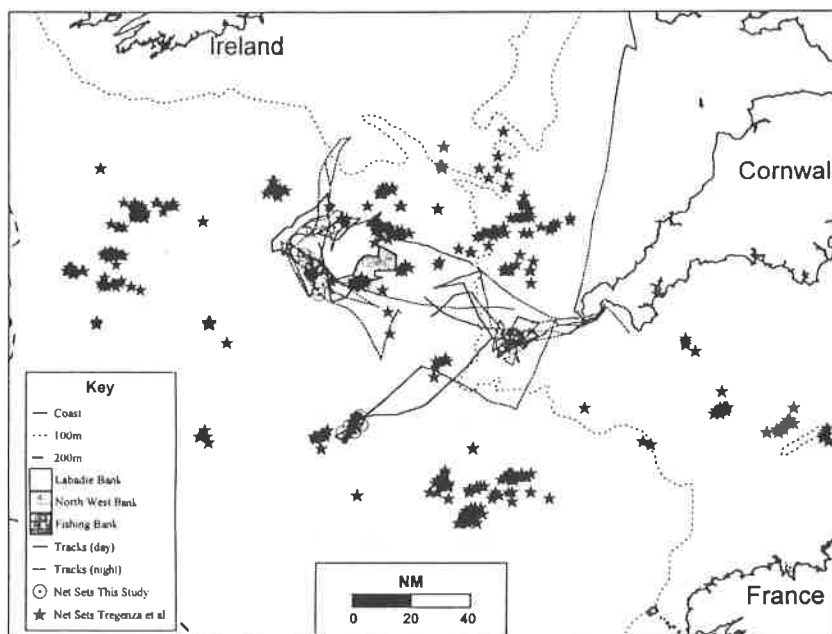 Ireland
Cornwal
Key
Coast
100m
200m
Labadie Bank
North West Bank
Fishing Bank
Tracks (day)
Tracks (night)
Net Sets This Study
Net Sets Tregenza et al
NM
0 20 40
France